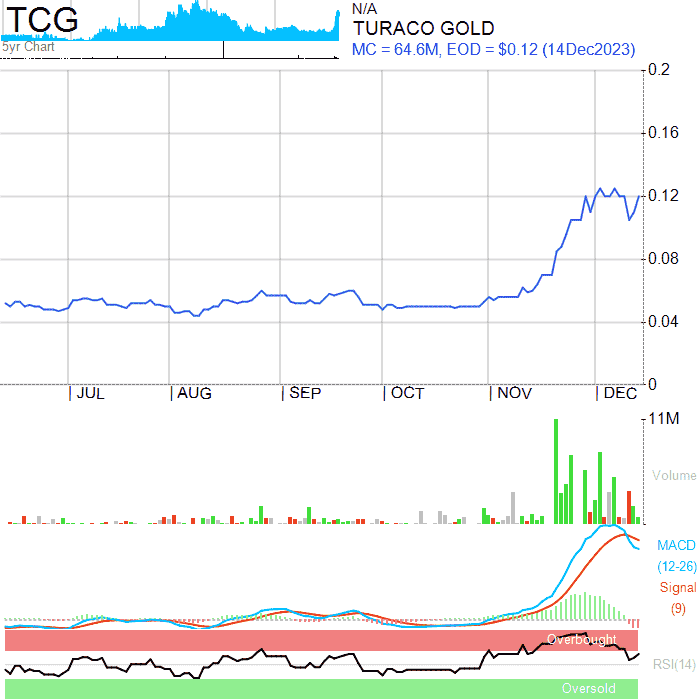 TCG
5yr Chart
N/A
TURACO GOLD
MC = 64.6M, EOD = $0.12 (14Dec2023)
0.2
0.16
0.12
0.08
0.04
0
JUL AUG SEP OCT NOV DEC
11M
Volume
MACD
(12-26)
Signal
(9)
Overbought
RSI(14)
Oversold